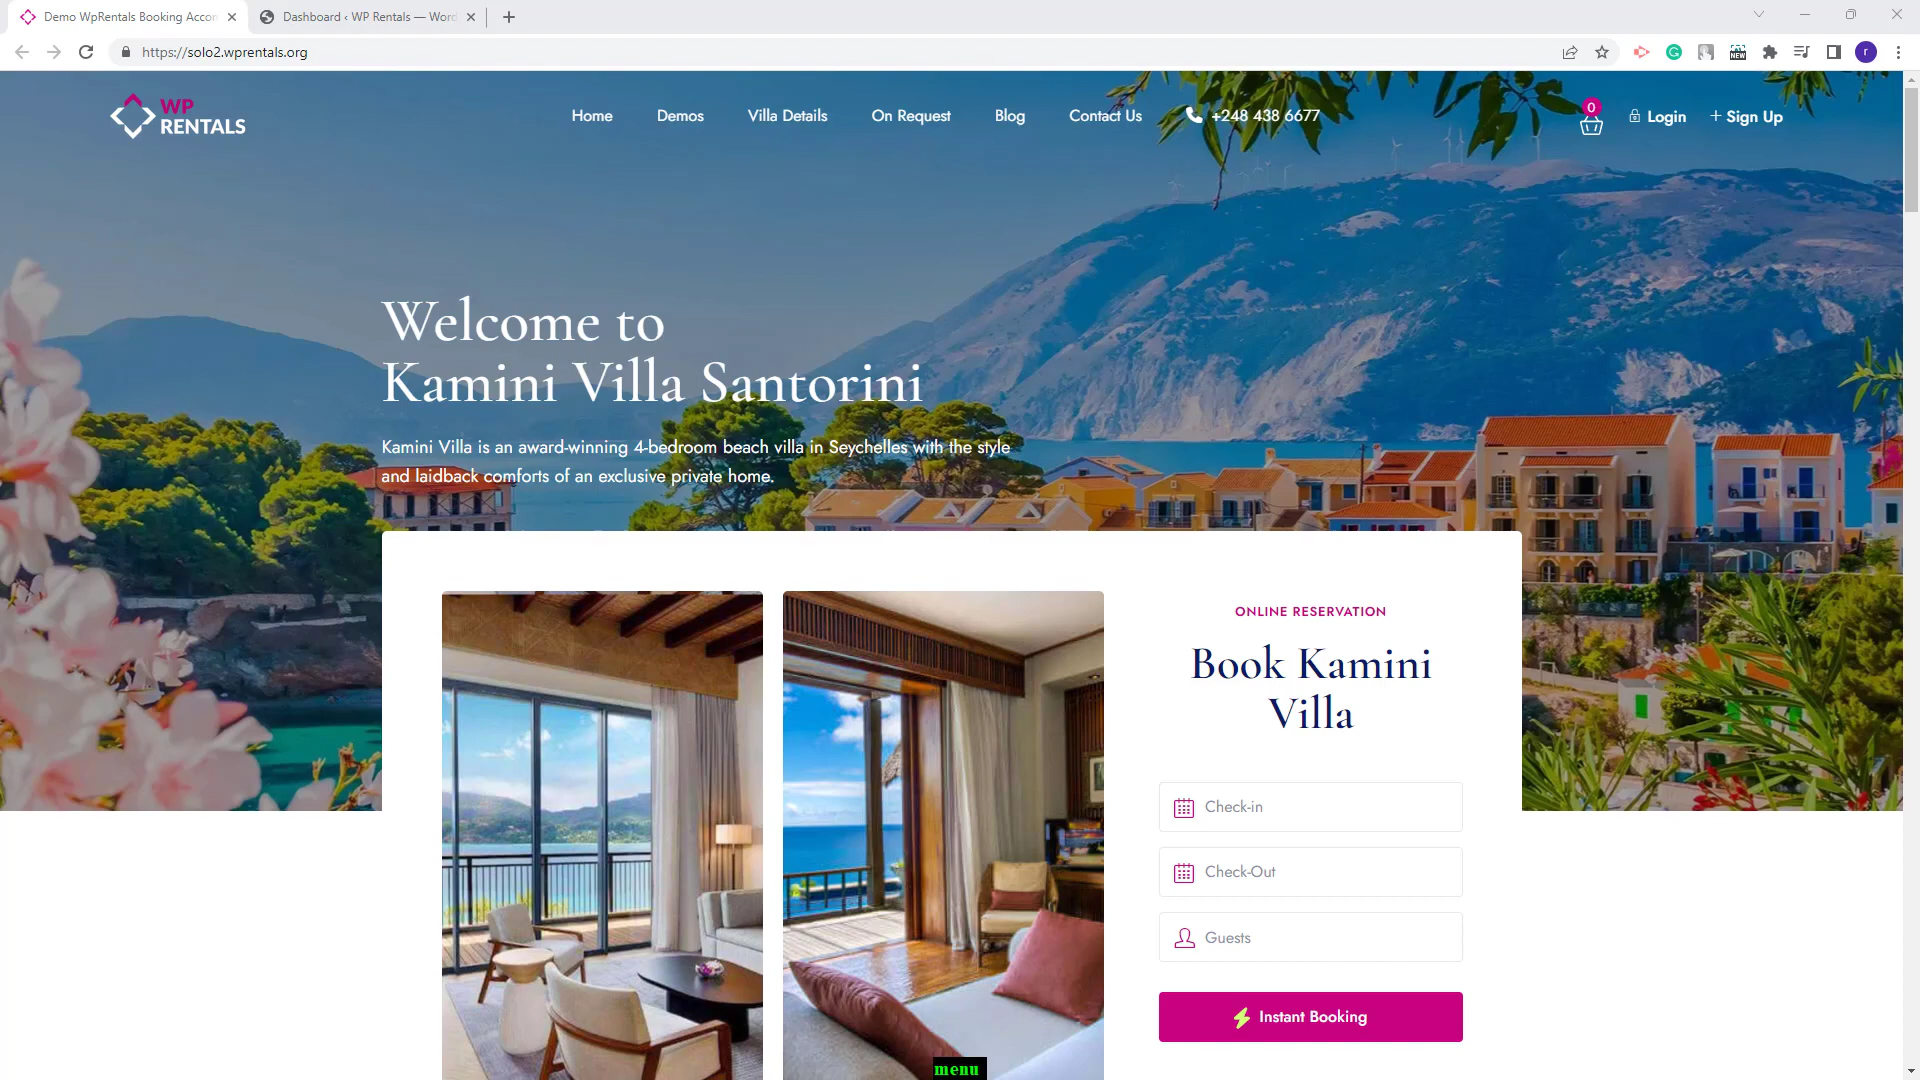 Demo WpRentals Booking Accon
Dashboard ‹ WP Rentals — Word
https://solo2.wprentals.org
NEW
r
WP
RENTALS
Home
Demos
Villa Details
On Request
Blog
Contact Us
+248 438 6677
0
Login
+ Sign Up
Welcome to
Kamini Villa Santorini
Kamini Villa is an award-winning 4-bedroom beach villa in Seychelles with the style
and laidback comforts of an exclusive private home.
ONLINE RESERVATION
Book Kamini
Villa
Check-in
Check-Out
Guests
Instant Booking
menu